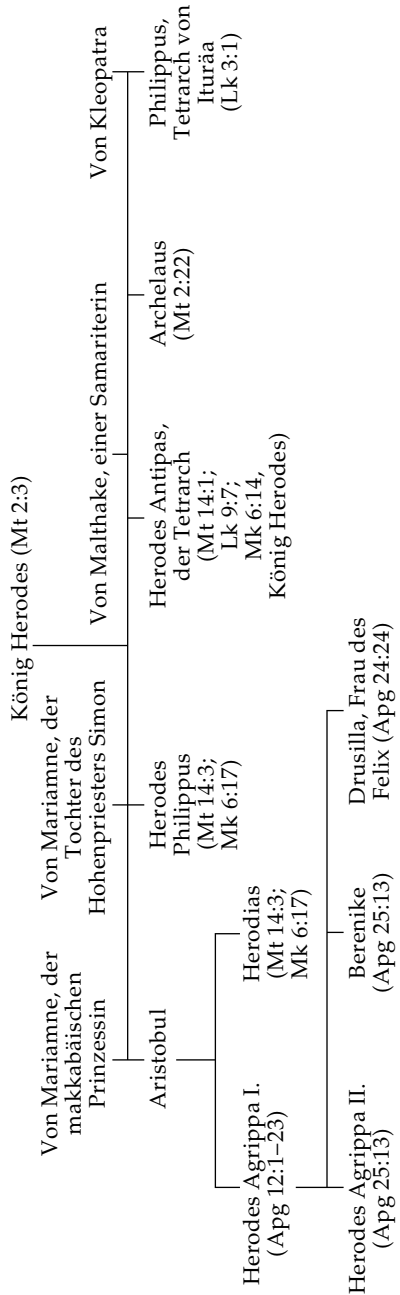 König Herodes (Mt 2:3)
Von Mariamne, der
makkabäischen
Prinzessin
Von Mariamne, der
Tochter des
Hohenpriesters Simon
Von Malthake, einer Samariterin
Von Kleopatra
Aristobul
Herodes
Philippus
(Mt 14:3;
Mk 6:17)
Herodes Antipas,
der Tetrarch
(Mt 14:1;
Lk 9:7;
Mk 6:14,
König Herodes)
Archelaus
(Mt 2:22)
Philippus,
Tetrarch von
Ituräa
(Lk 3:1)
Herodes Agrippa I.
(Apg 12:1–23)
Herodias
(Mt 14:3;
Mk 6:17)
Herodes Agrippa II.
(Apg 25:13)
Berenike
(Apg 25:13)
Drusilla, Frau des
Felix (Apg 24:24)